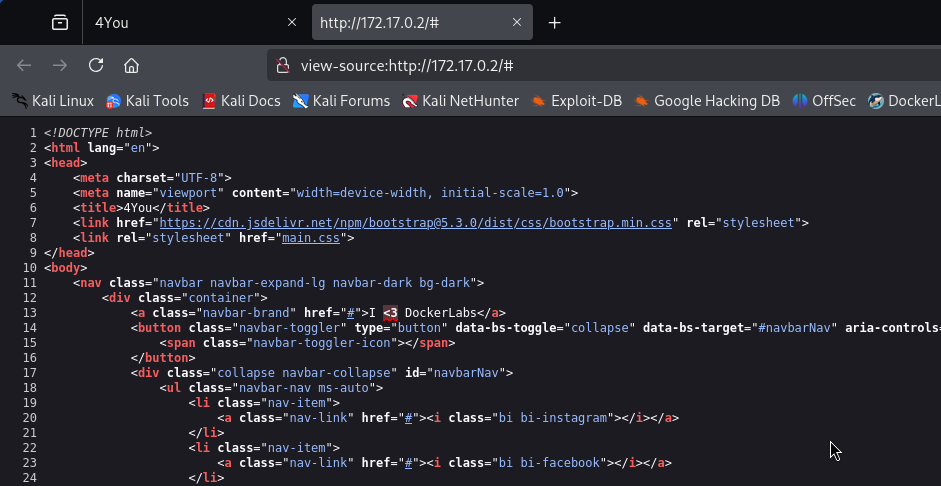 4You
http://172.17.0.2/#
view-source:http://172.17.0.2/#
Kali Linux Kali Tools Kali Docs Kali Forums Kali NetHunter Exploit-DB Google Hacking DB OffSec DockerL
1 <!DOCTYPE html>
2 <html lang="en">
3 <head>
4 <meta charset="UTF-8">
5 <meta name="viewport" content="width=device-width, initial-scale=1.0">
6 <title>4You</title>
7 <link href="https://cdn.jsdelivr.net/npm/bootstrap@5.3.0/dist/css/bootstrap.min.css" rel="stylesheet">
8 <link rel="stylesheet" href="main.css">
9 </head>
10 <body>
11 <nav class="navbar navbar-expand-lg navbar-dark bg-dark">
12 <div class="container">
13 <a class="navbar-brand" href="#">I <3 DockerLabs</a>
14 <button class="navbar-toggler" type="button" data-bs-toggle="collapse" data-bs-target="#navbarNav" aria-controls=
15 <span class="navbar-toggler-icon"></span>
16 </button>
17 <div class="collapse navbar-collapse" id="navbarNav">
18 <ul class="navbar-nav ms-auto">
19 <li class="nav-item">
20 <a class="nav-link" href="#"><i class="bi bi-instagram"></i></a>
21 </li>
22 <li class="nav-item">
23 <a class="nav-link" href="#"><i class="bi bi-facebook"></i></a>
24 </li>